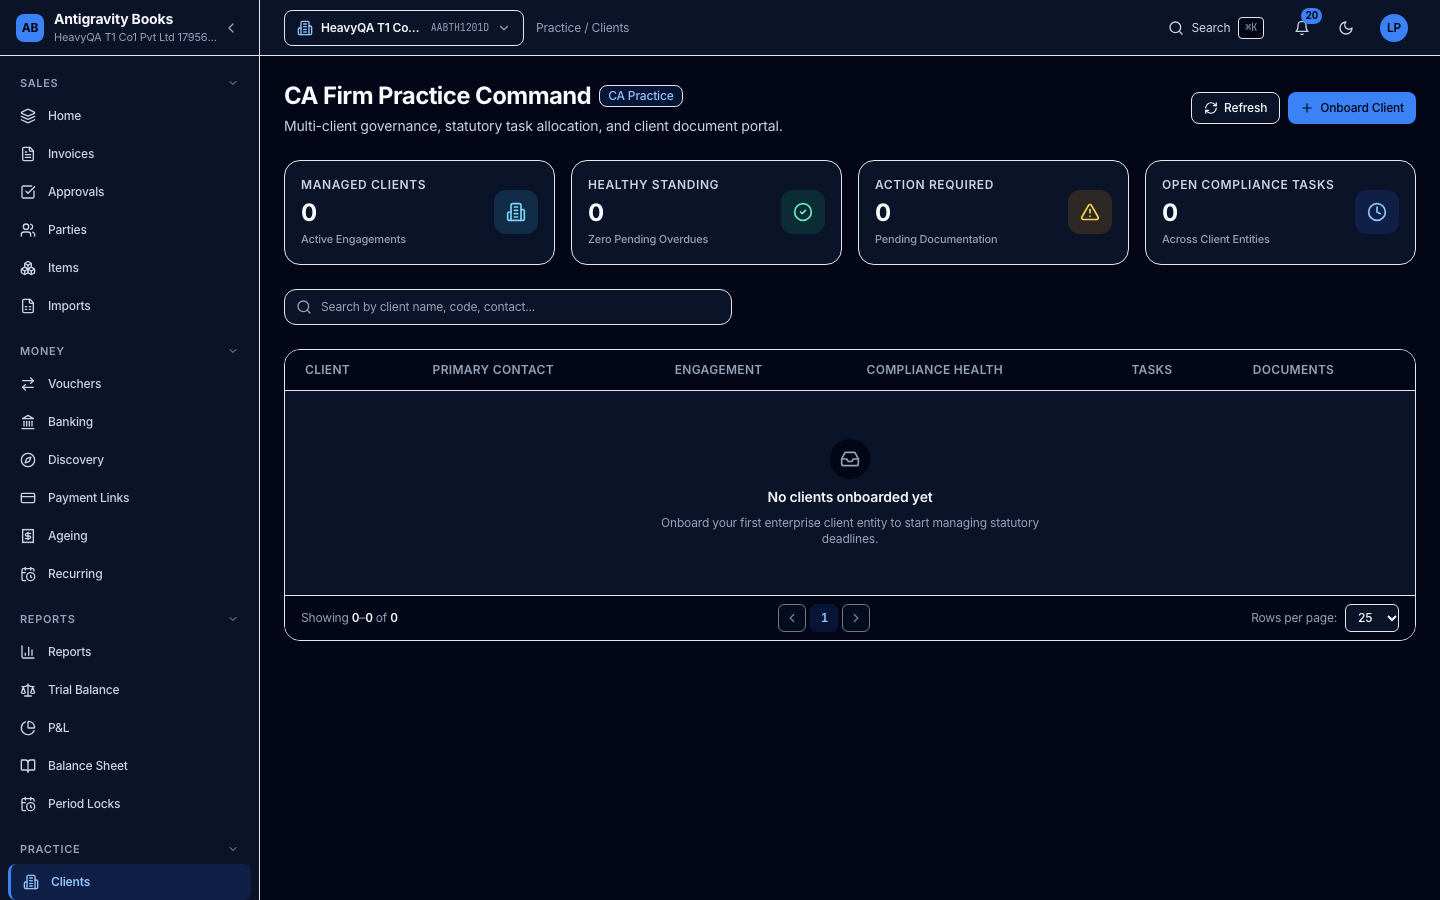 AB
Antigravity Books
HeavyQA T1 Co1 Pvt Ltd 17956...
HeavyQA T1 Co... AABTH1201D
Practice / Clients
Search ⌘K
20
LP
SALES
Home
Invoices
Approvals
Parties
Items
Imports
MONEY
Vouchers
Banking
Discovery
Payment Links
Ageing
Recurring
REPORTS
Reports
Trial Balance
P&L
Balance Sheet
Period Locks
PRACTICE
Clients
CA Firm Practice Command CA Practice
Multi-client governance, statutory task allocation, and client document portal.
Refresh
Onboard Client
MANAGED CLIENTS
0
Active Engagements
HEALTHY STANDING
0
Zero Pending Overdues
ACTION REQUIRED
0
Pending Documentation
OPEN COMPLIANCE TASKS
0
Across Client Entities
Search by client name, code, contact...
CLIENT PRIMARY CONTACT ENGAGEMENT COMPLIANCE HEALTH TASKS DOCUMENTS
No clients onboarded yet
Onboard your first enterprise client entity to start managing statutory
deadlines.
Showing 0–0 of 0
1
Rows per page: 25